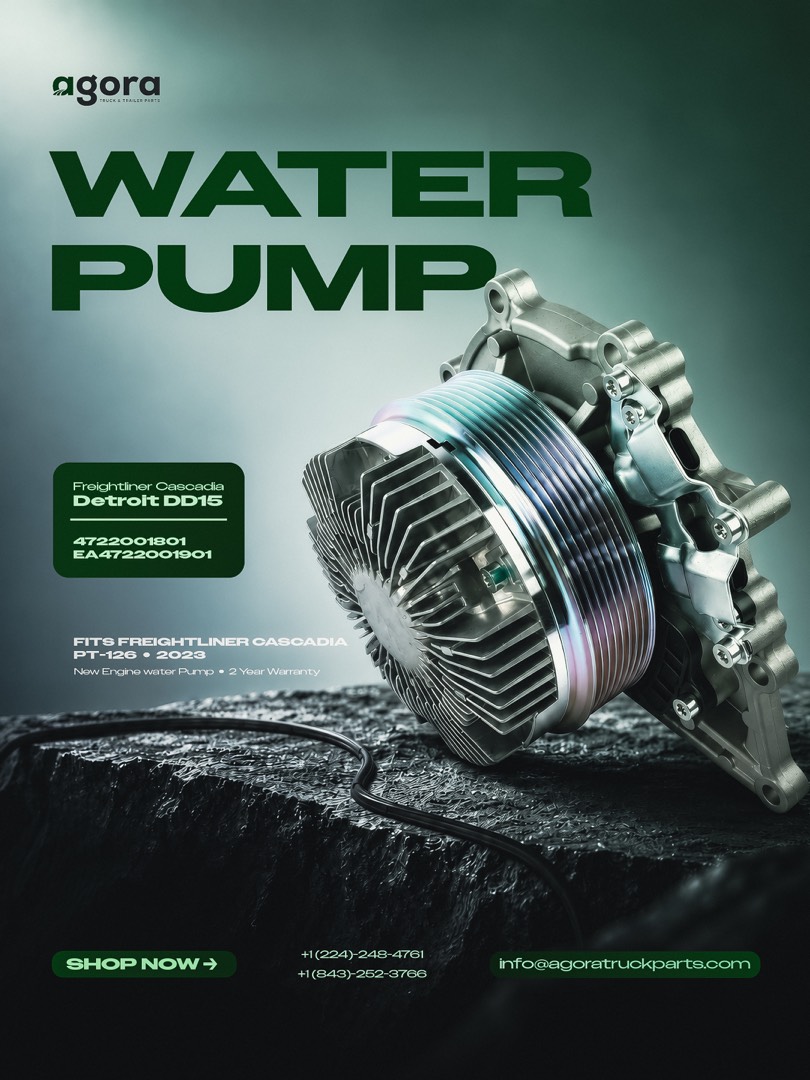 agora
TRUCK & TRAILER PARTS
WATER
PUMP
Freightliner Cascadia
Detroit DD15
4722001801
EA4722001901
FITS FREIGHTLINER CASCADIA
PT-126 • 2023
New Engine water Pump • 2 Year Warranty
SHOP NOW →
+1(224)-248-4761
+1(843)-252-3766
info@agoratruckparts.com